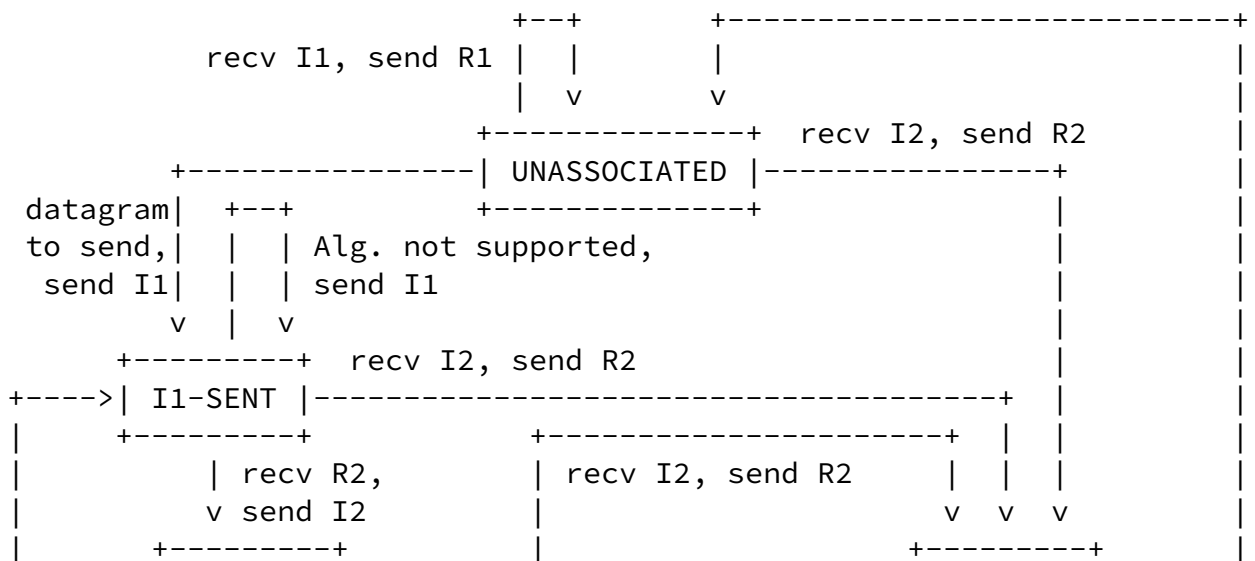 recv I1, send R1
recv I2, send R2
UNASSOCIATED
datagram
to send, Alg. not supported,
send I1 send I1
recv I2, send R2
I1-SENT
recv R2, recv I2, send R2
send I2